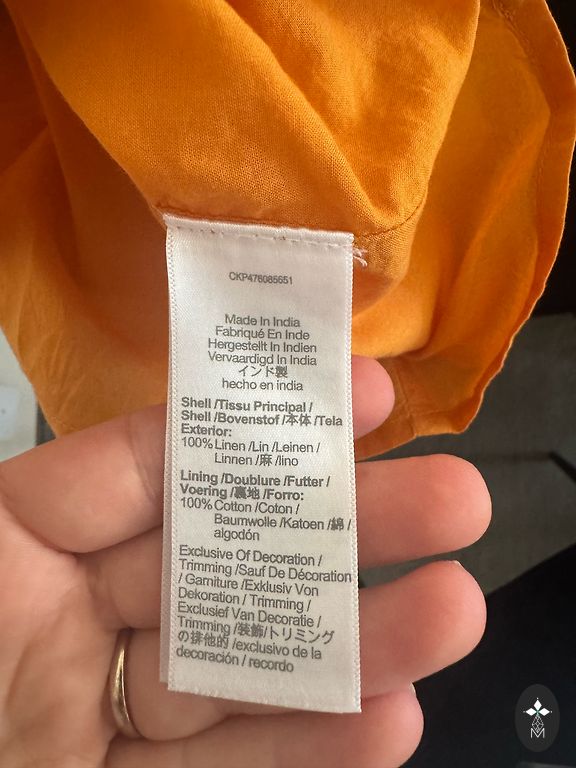 CKP476085651
Made In India
Fabriqué En Inde
Hergestellt In Indien
Vervaardigd In India
インド製
hecho en india
Shell /Tissu Principal /
Shell /Bovenstof /本体 /Tela
Exterior:
100% Linen /Lin /Leinen /
Linnen /麻 /lino
Lining /Doublure /Futter /
Voering /裏地 /Forro:
100% Cotton /Coton /
Baumwolle /Katoen /綿 /
algodón
Exclusive Of Decoration /
Trimming /Sauf De Décoration
/ Garniture /Exklusiv Von
Dekoration / Trimming /
Exclusief Van Decoratie /
Trimming /装飾/トリミング
の排他的 /exclusivo de la
decoración / recordo
M